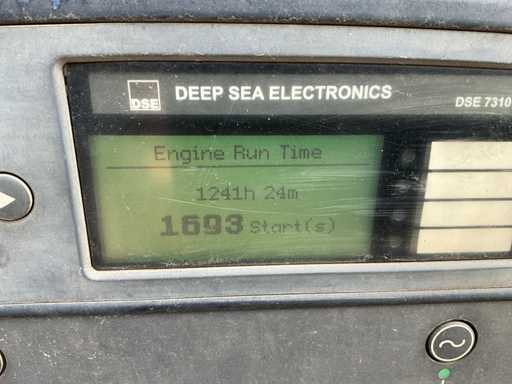 DSE
DEEP SEA ELECTRONICS
DSE 7310
Engine Run Time
1241h 24m
1693 Start(s)